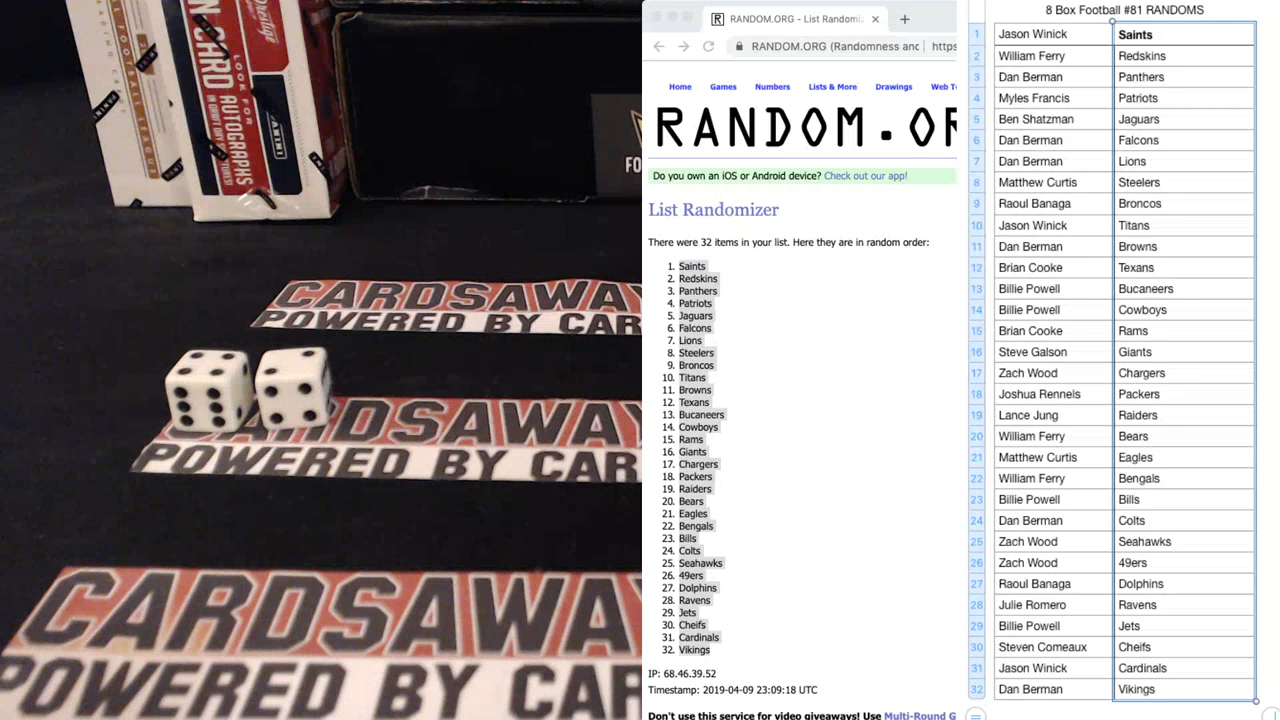 Prestige
LOOK FOR
AUTOGRAPHS
PANINI
FO
CARDSAWAY
POWERED BY CAR
CARDSAWAY
POWERED BY CAR
CARDSAWAY
POWERED BY CAR
RANDOM.ORG - List Randomiz
RANDOM.ORG (Randomness and
https
Home Games Numbers Lists & More Drawings Web T
RANDOM.OR
Do you own an iOS or Android device? Check out our app!
List Randomizer
There were 32 items in your list. Here they are in random order:
1. Saints
2. Redskins
3. Panthers
4. Patriots
5. Jaguars
6. Falcons
7. Lions
8. Steelers
9. Broncos
10. Titans
11. Browns
12. Texans
13. Bucaneers
14. Cowboys
15. Rams
16. Giants
17. Chargers
18. Packers
19. Raiders
20. Bears
21. Eagles
22. Bengals
23. Bills
24. Colts
25. Seahawks
26. 49ers
27. Dolphins
28. Ravens
29. Jets
30. Cheifs
31. Cardinals
32. Vikings
IP: 68.46.39.52
Timestamp: 2019-04-09 23:09:18 UTC
Don't use this service for video giveaways! Use Multi-Round G
8 Box Football #81 RANDOMS
1 Jason Winick Saints
2 William Ferry Redskins
3 Dan Berman Panthers
4 Myles Francis Patriots
5 Ben Shatzman Jaguars
6 Dan Berman Falcons
7 Dan Berman Lions
8 Matthew Curtis Steelers
9 Raoul Banaga Broncos
10 Jason Winick Titans
11 Dan Berman Browns
12 Brian Cooke Texans
13 Billie Powell Bucaneers
14 Billie Powell Cowboys
15 Brian Cooke Rams
16 Steve Galson Giants
17 Zach Wood Chargers
18 Joshua Rennels Packers
19 Lance Jung Raiders
20 William Ferry Bears
21 Matthew Curtis Eagles
22 William Ferry Bengals
23 Billie Powell Bills
24 Dan Berman Colts
25 Zach Wood Seahawks
26 Zach Wood 49ers
27 Raoul Banaga Dolphins
28 Julie Romero Ravens
29 Billie Powell Jets
30 Steven Comeaux Cheifs
31 Jason Winick Cardinals
32 Dan Berman Vikings